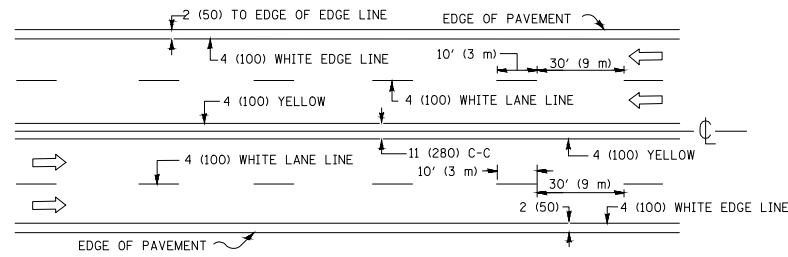 2 (50) TO EDGE OF EDGE LINE
EDGE OF PAVEMENT
4 (100) WHITE EDGE LINE
10' (3 m)
30' (9 m)
4 (100) YELLOW
4 (100) WHITE LANE LINE
℄
4 (100) WHITE LANE LINE
11 (280) C-C
4 (100) YELLOW
10' (3 m)
30' (9 m)
2 (50)
4 (100) WHITE EDGE LINE
EDGE OF PAVEMENT